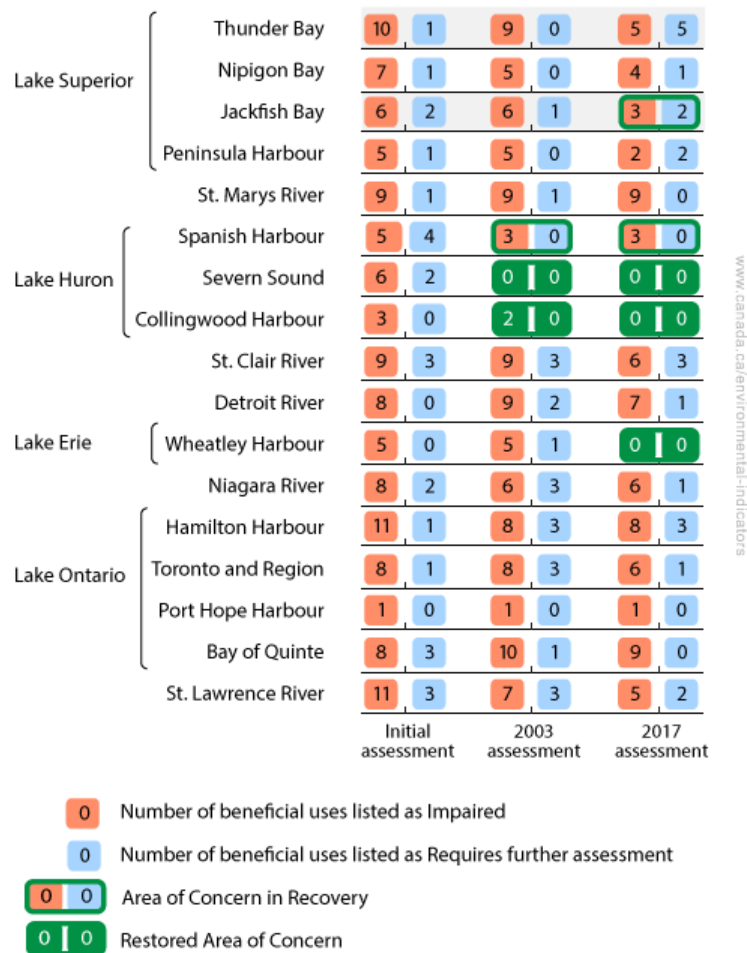 Lake Superior
Thunder Bay 10 1 9 0 5 5
Nipigon Bay 7 1 5 0 4 1
Jackfish Bay 6 2 6 1 3 2
Peninsula Harbour 5 1 5 0 2 2
St. Marys River 9 1 9 1 9 0
Lake Huron
Spanish Harbour 5 4 3 0 3 0
Severn Sound 6 2 0 0 0 0
Collingwood Harbour 3 0 2 0 0 0
St. Clair River 9 3 9 3 6 3
Detroit River 8 0 9 2 7 1
Lake Erie
Wheatley Harbour 5 0 5 1 0 0
Niagara River 8 2 6 3 6 1
Lake Ontario
Hamilton Harbour 11 1 8 3 8 3
Toronto and Region 8 1 8 3 6 1
Port Hope Harbour 1 0 1 0 1 0
Bay of Quinte 8 3 10 1 9 0
St. Lawrence River 11 3 7 3 5 2
Initial 2003 2017
assessment assessment assessment
www.canada.ca/environmental-indicators
0 Number of beneficial uses listed as Impaired
0 Number of beneficial uses listed as Requires further assessment
0 0 Area of Concern in Recovery
0 0 Restored Area of Concern